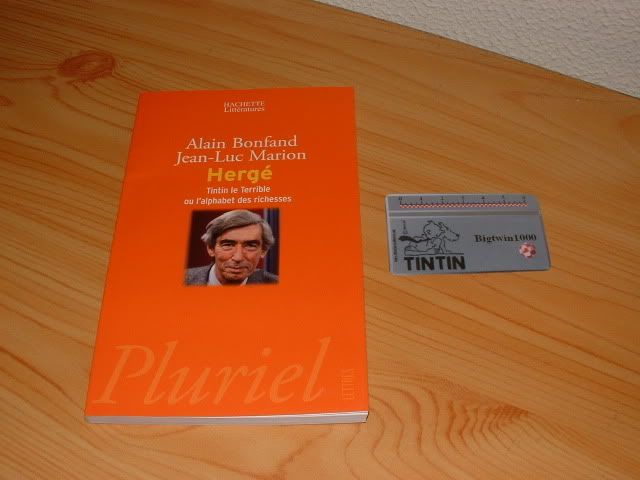 HACHETTE
Littératures
Alain Bonfand
Jean-Luc Marion
Hergé
Tintin le Terrible
ou l'alphabet des richesses
Pluriel
LETTRES
Bigtwin1000
TINTIN